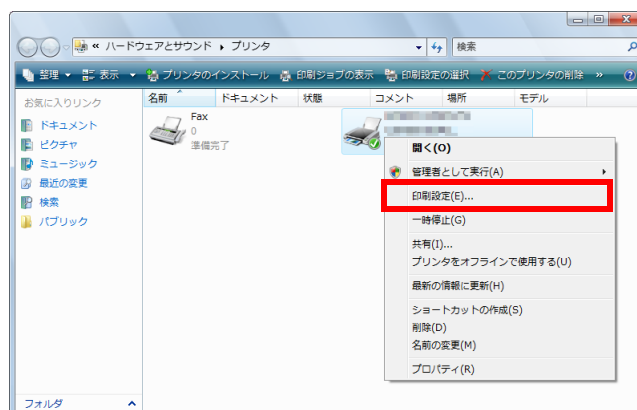 « ハードウェアとサウンド ▸ プリンタ
検索
整理 表示 プリンタのインストール 印刷ジョブの表示 印刷設定の選択 このプリンタの削除 »
お気に入りリンク
ドキュメント
ピクチャ
ミュージック
最近の変更
検索
パブリック
フォルダ
名前 ドキュメント 状態 コメント 場所 モデル
Fax
0
準備完了
開く(O)
管理者として実行(A)
印刷設定(E)...
一時停止(G)
共有(I)...
プリンタをオフラインで使用する(U)
最新の情報に更新(H)
ショートカットの作成(S)
削除(D)
名前の変更(M)
プロパティ(R)